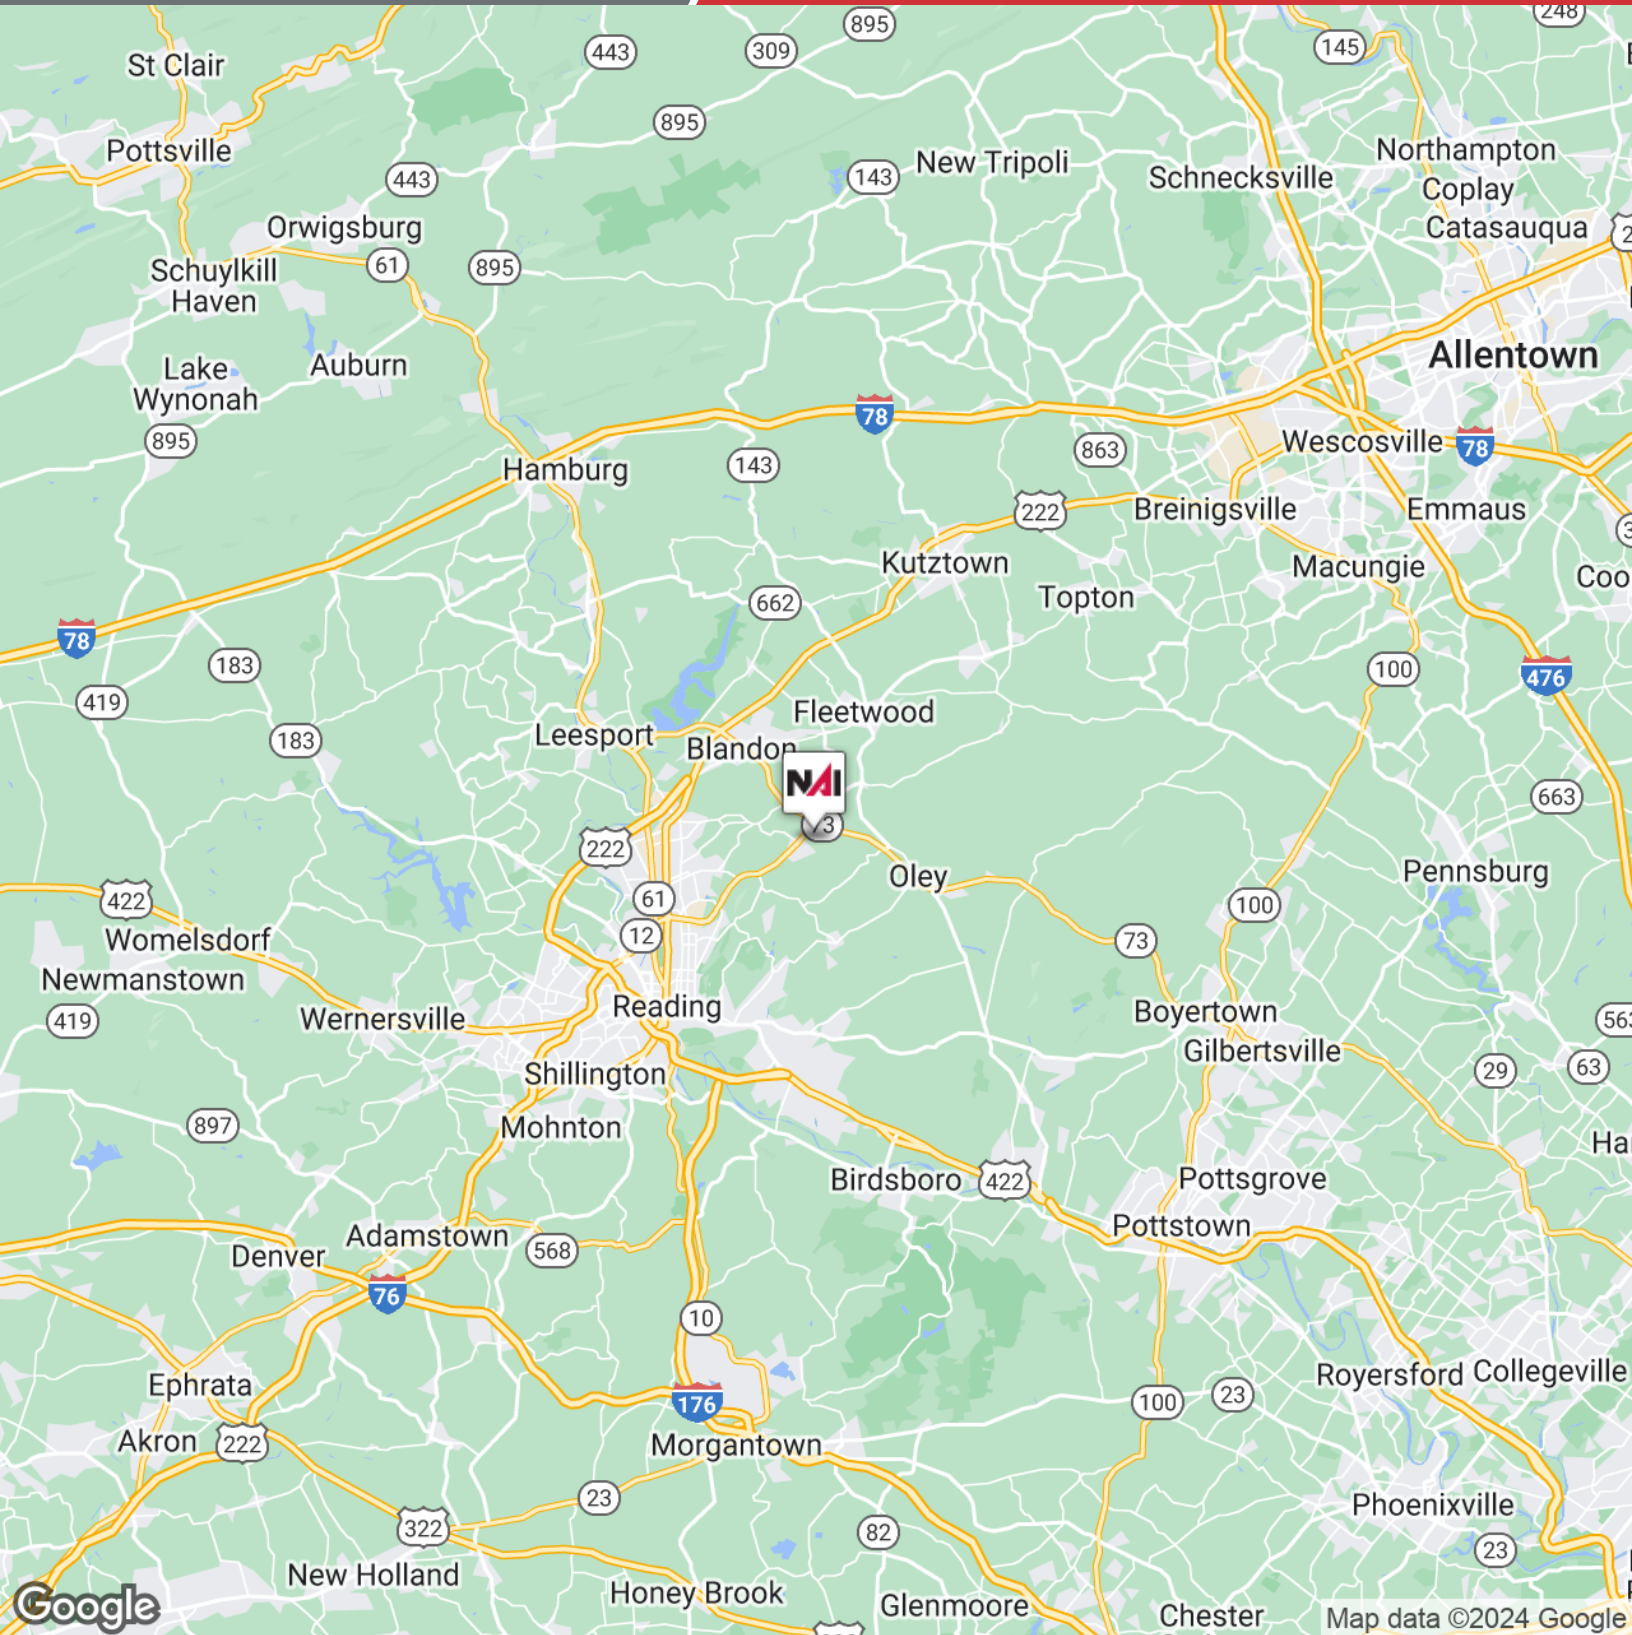 248
895
145
443
309
St Clair
895
Northampton
Pottsville
New Tripoli
443
143
Schnecksville
Coplay
Orwigsburg
Catasauqua
61
895
Schuylkill
Haven
Allentown
Lake
Wynonah
Auburn
78
895
Wescosville
78
863
Hamburg
143
222
Breinigsville
Emmaus
Kutztown
Macungie
Topton
662
78
183
100
476
419
Fleetwood
183
Leesport
Blandon
NAI
663
73
222
Oley
Pennsburg
422
61
100
12
73
Womelsdorf
Newmanstown
Reading
Boyertown
419
Wernersville
563
Gilbertsville
Shillington
29
63
897
Mohnton
Birdsboro
422
Pottsgrove
Pottstown
Adamstown
Denver
568
76
10
Royersford
Collegeville
Ephrata
176
100
23
Akron
222
Morgantown
23
Phoenixville
322
82
23
New Holland
Honey Brook
Glenmoore
Chester
Google
Map data ©2024 Google